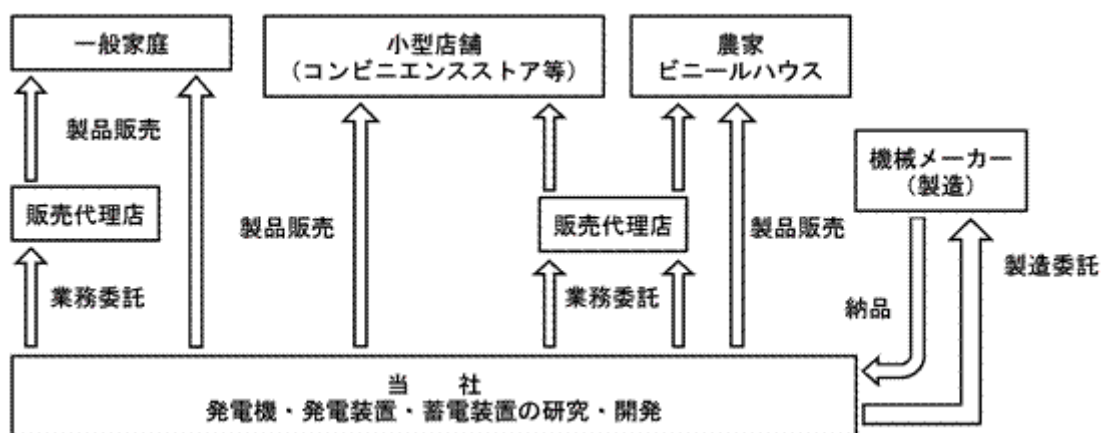 一般家庭
小型店舗
（コンビニエンスストア等）
農家
ビニールハウス
製品販売
機械メーカー
（製造）
販売代理店
製品販売
販売代理店
製品販売
製造委託
業務委託
業務委託
納品
当　　社
発電機・発電装置・蓄電装置の研究・開発